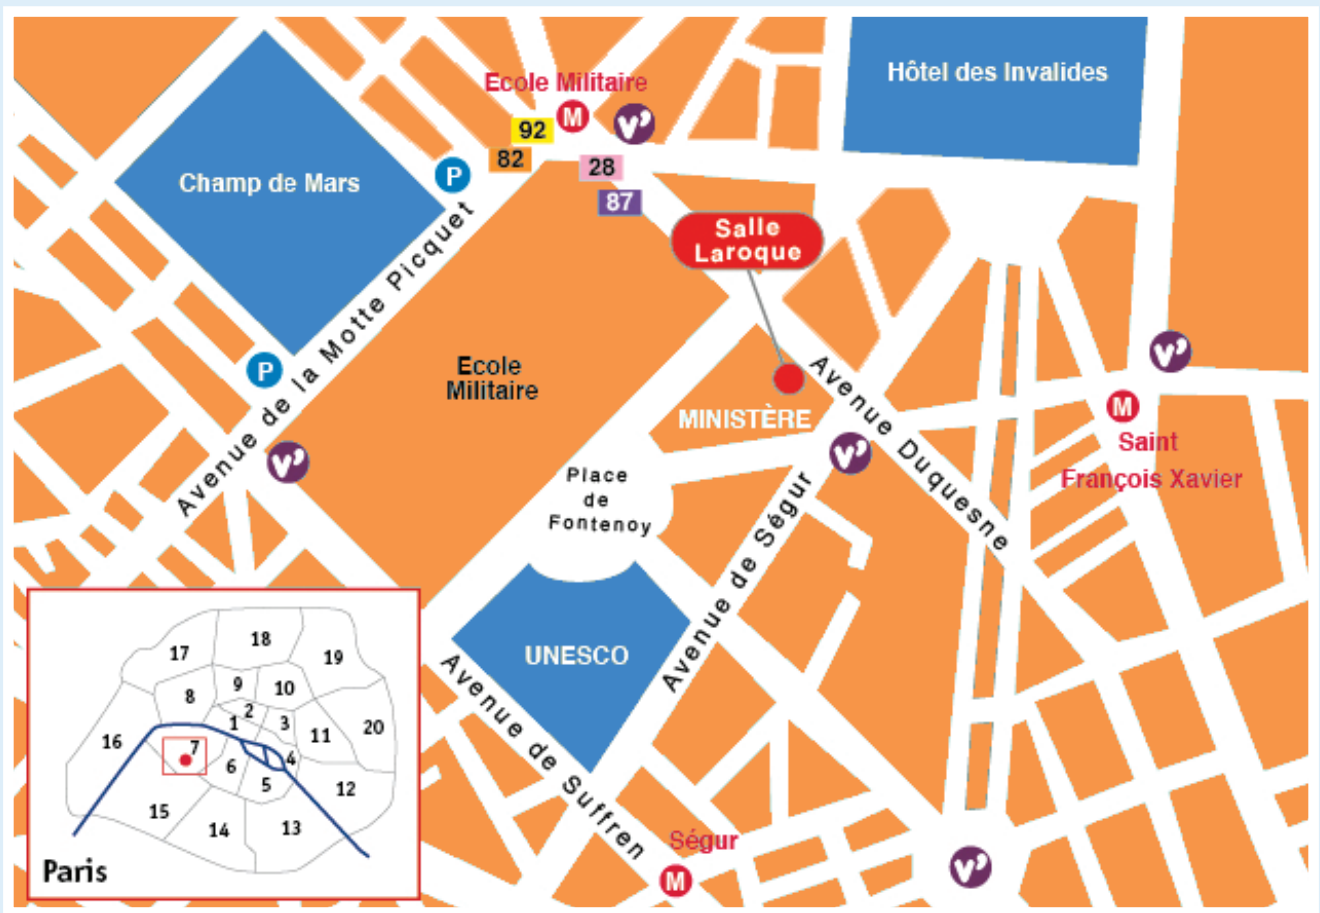 Hôtel des Invalides
Ecole Militaire
M
V'
92
82
28
87
P
Champ de Mars
Salle
Laroque
Avenue de la Motte Picquet
P
Ecole
Militaire
MINISTÈRE
Avenue Duquesne
V'
M
Saint
François Xavier
V'
V'
Place
de
Fontenoy
Avenue de Ségur
UNESCO
Avenue de Suffren
Ségur
M
V'
17
18
19
8
9
10
2
1
3
11
20
16
7
6
4
5
12
15
14
13
Paris